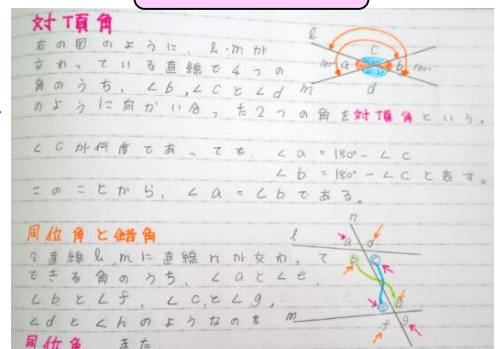 対頂角
右の図のように、l・mが
交わっている直線で4つの
角のうち、∠b,∠cと∠d
のように向かい合った2つの角を対頂角という。
∠cが何度であっても、∠a=180°-∠c
∠b=180°-∠cと表す。
このことから、∠a=∠bである。
l
c
180°
a
b
180°
m
d
同位角と錯角
2直線l,mに直線nが交わって
できる角のうち、∠aと∠e,
∠bと∠f,∠cと∠g,
∠dと∠hのようなのを
同位角 また
n
l
a
d
b
c
m
f
g